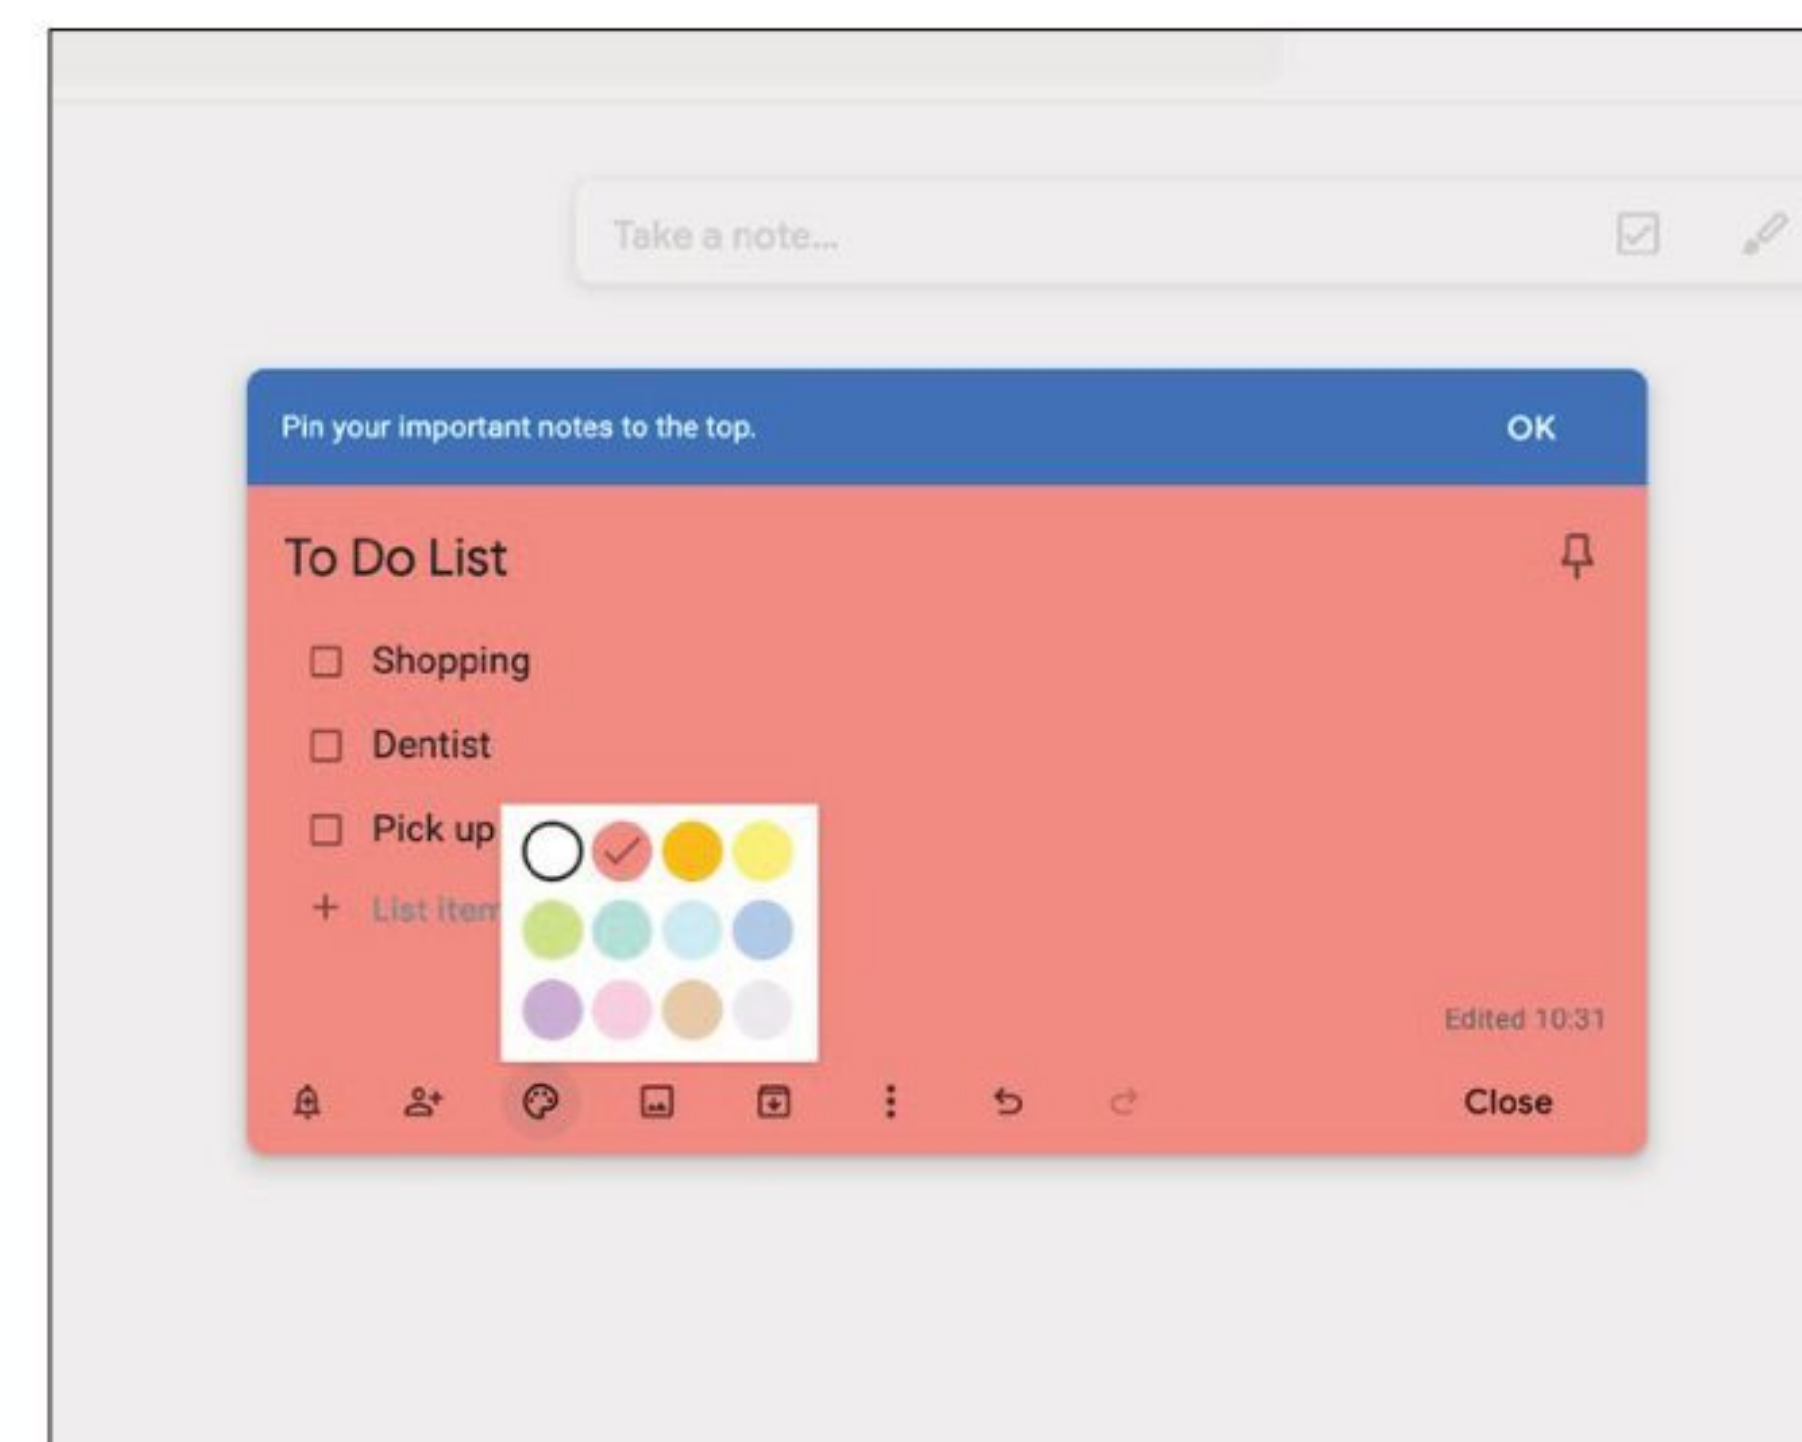 Take a note...
Pin your important notes to the top.
OK
To Do List
Shopping
Dentist
Pick up
List item
Edited 10:31
Close